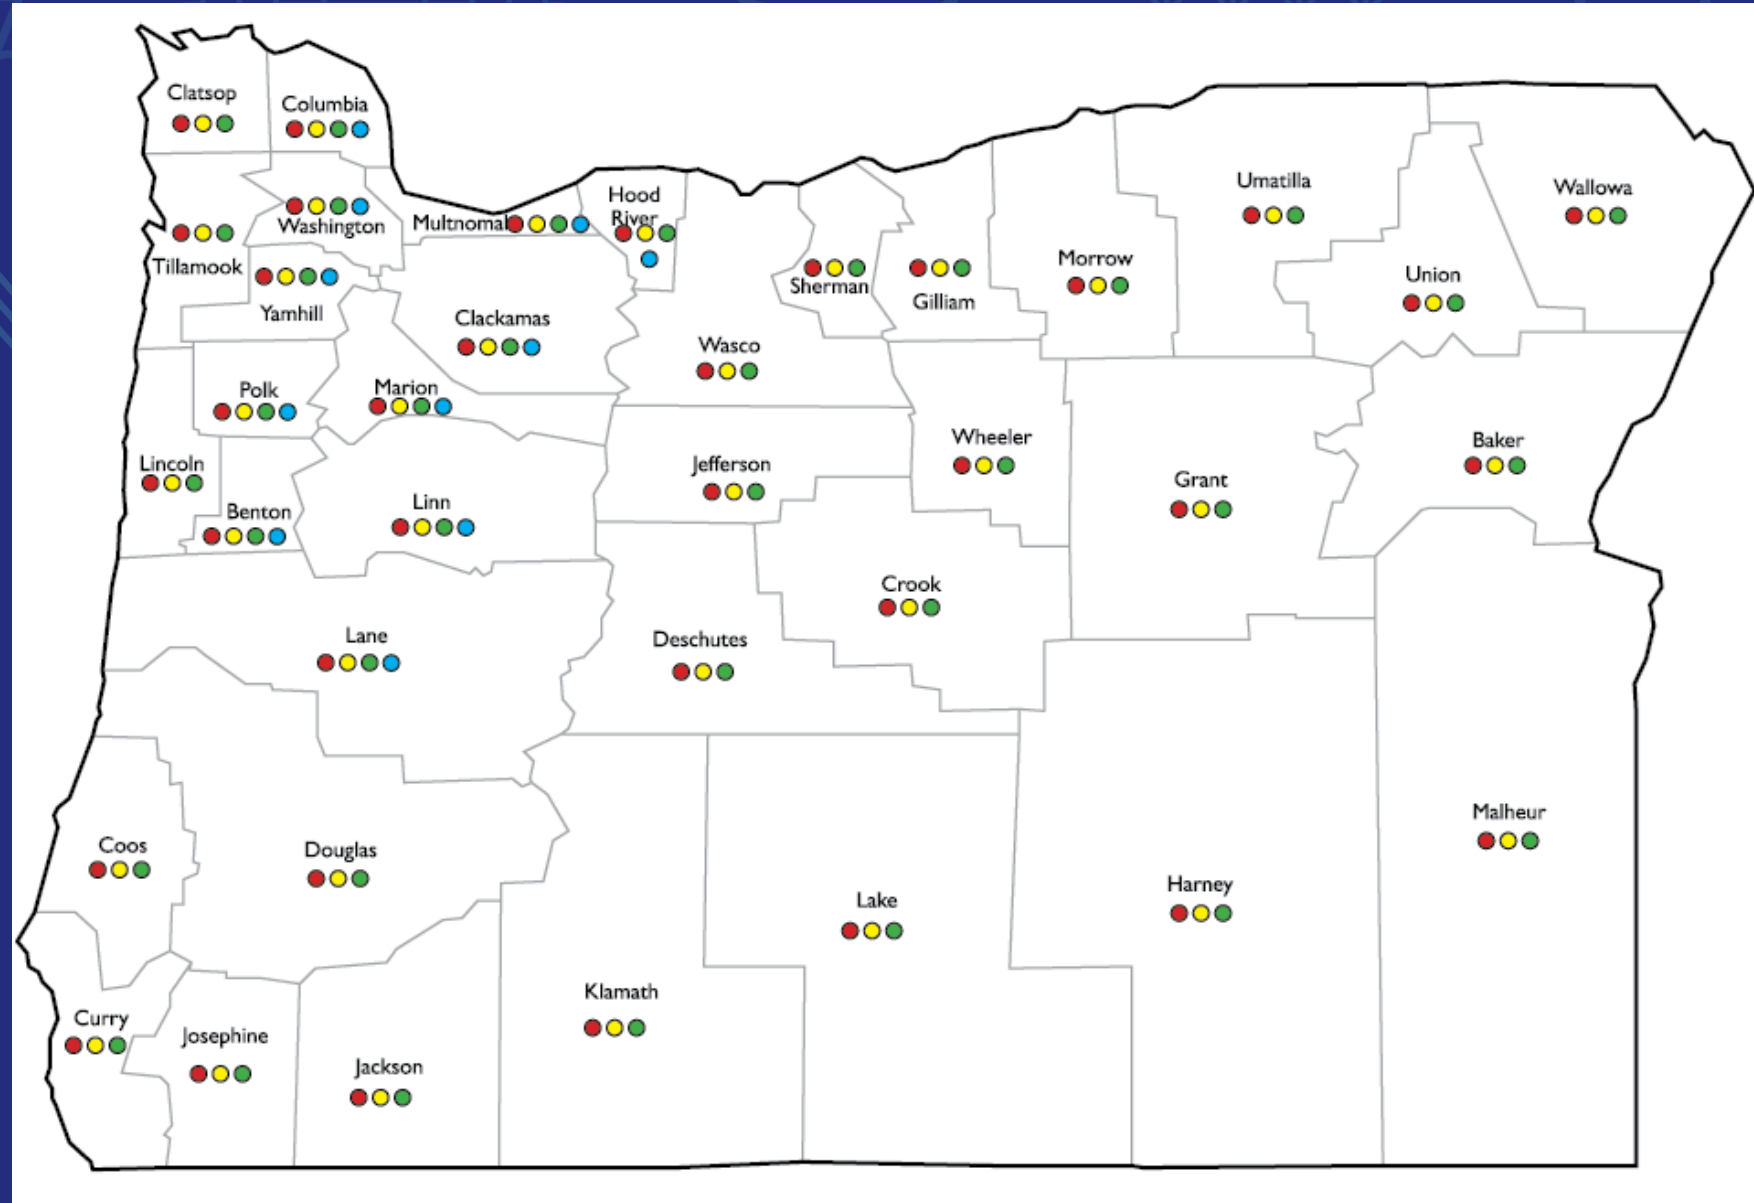 Clatsop
Columbia
Washington
Multnomal
Hood
River
Tillamook
Yamhill
Clackamas
Sherman
Gilliam
Morrow
Umatilla
Wallowa
Union
Wasco
Polk
Marion
Lincoln
Benton
Linn
Jefferson
Wheeler
Grant
Baker
Lane
Deschutes
Crook
Coos
Douglas
Malheur
Lake
Harney
Klamath
Curry
Josephine
Jackson